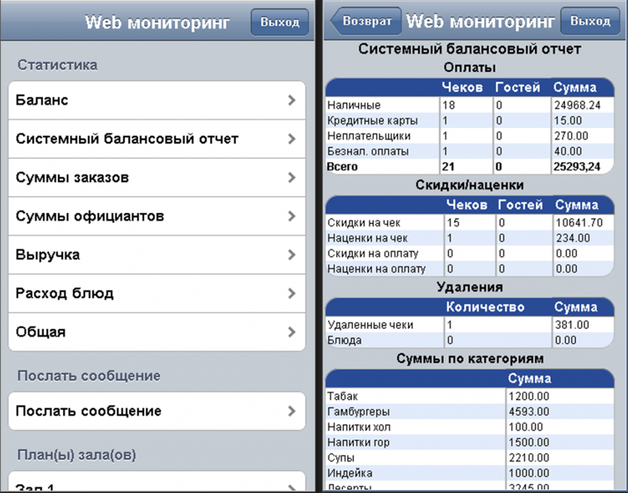 Web мониторинг Выход
Статистика
Баланс
Системный балансовый отчет
Суммы заказов
Суммы официантов
Выручка
Расход блюд
Общая
Послать сообщение
Послать сообщение
План(ы) зала(ов)
Зал 1
Возврат Web мониторинг Выход
Системный балансовый отчет
Оплаты
Чеков Гостей Сумма
Наличные 18 0 24968.24
Кредитные карты 1 0 15.00
Неплательщики 1 0 270.00
Безнал. оплаты 1 0 40.00
Всего 21 0 25293,24
Скидки/наценки
Чеков Гостей Сумма
Скидки на чек 15 0 10641.70
Наценки на чек 1 0 234.00
Скидки на оплату 0 0 0.00
Наценки на оплату 0 0 0.00
Удаления
Количество Сумма
Удаленные чеки 1 381.00
Блюда 0 0.00
Суммы по категориям
Сумма
Табак 1200.00
Гамбургеры 4593.00
Напитки хол 100.00
Напитки гор 1500.00
Супы 2210.00
Индейка 1000.00
Десерты 3245.00